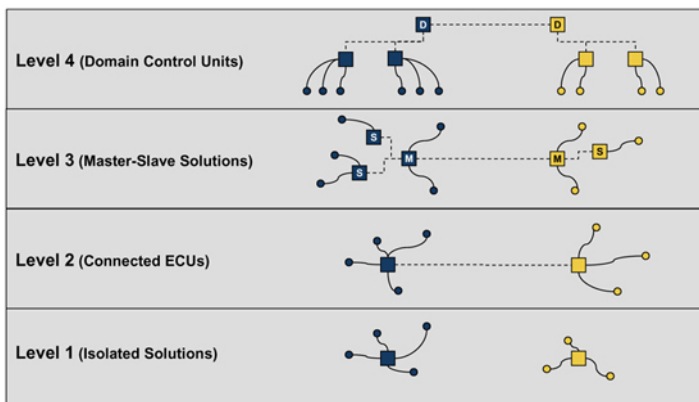 D D
Level 4 (Domain Control Units)
S
Level 3 (Master-Slave Solutions) M M S
S
Level 2 (Connected ECUs)
Level 1 (Isolated Solutions)